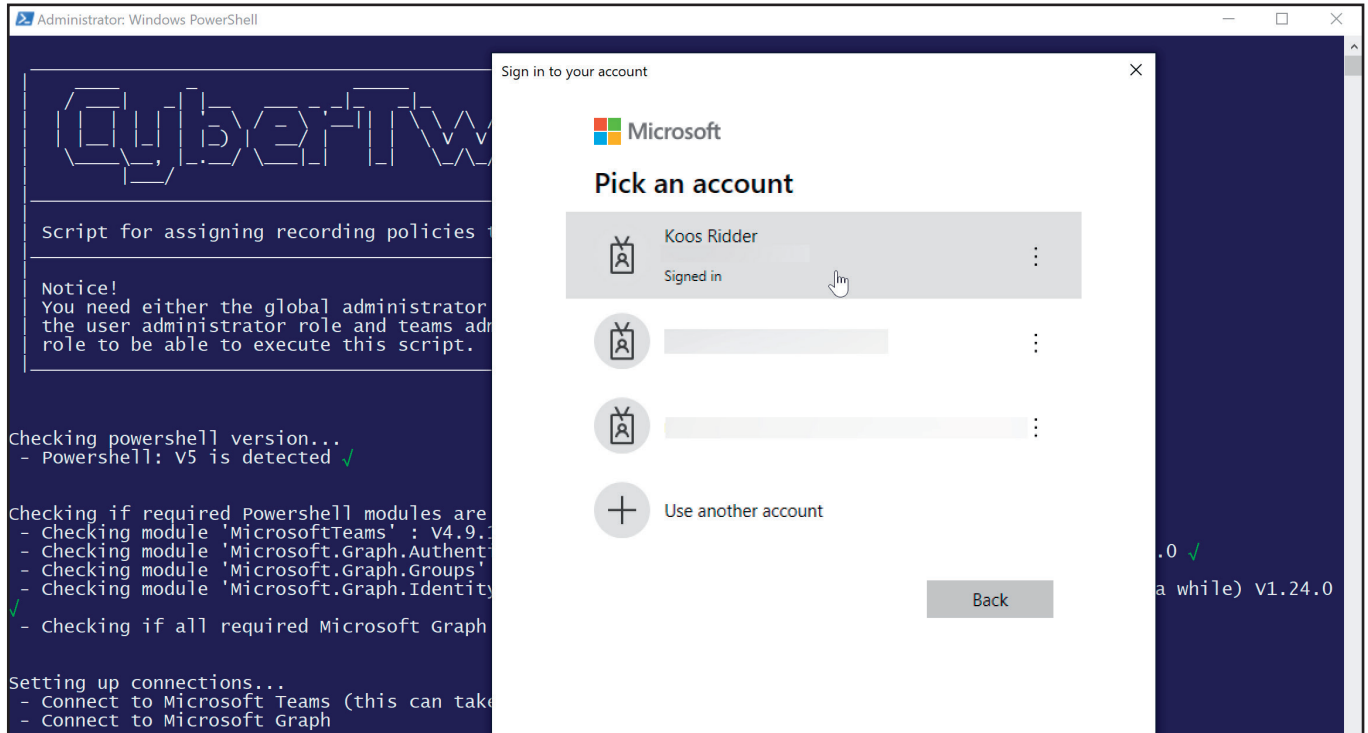 Administrator: Windows PowerShell
Sign in to your account
Microsoft
Pick an account
Koos Ridder
Signed in
Use another account
Back
Script for assigning recording policies
Notice!
You need either the global administrator
the user administrator role and teams
role to be able to execute this script.
Checking powershell version...
- Powershell: V5 is detected √
Checking if required Powershell modules are
- Checking module 'MicrosoftTeams' : V4.9.
- Checking module 'Microsoft.Graph.Authent
.0 √
- Checking module 'Microsoft.Graph.Groups'
- Checking module 'Microsoft.Graph.Identity
a while) V1.24.0
√
- Checking if all required Microsoft Graph
Setting up connections...
- Connect to Microsoft Teams (this can take
- Connect to Microsoft Graph